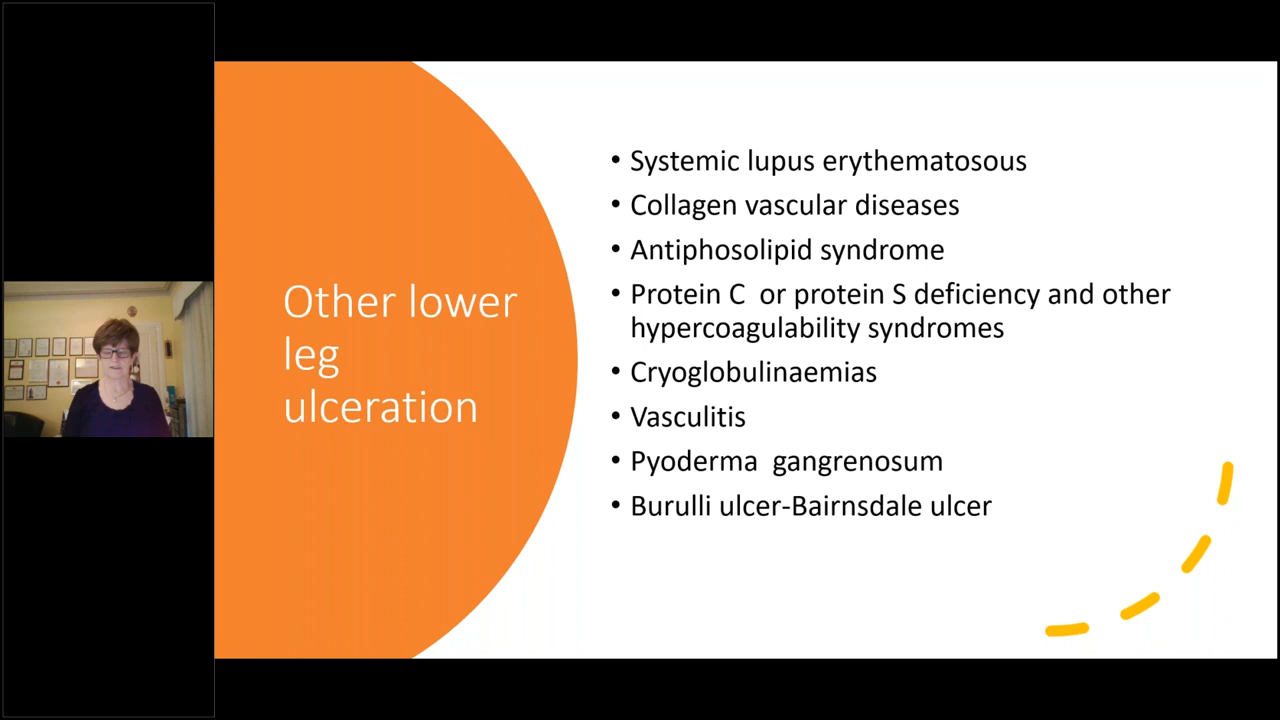 Other lower
leg
ulceration
• Systemic lupus erythematosous
• Collagen vascular diseases
• Antiphosolipid syndrome
• Protein C  or protein S deficiency and other
hypercoagulability syndromes
• Cryoglobulinaemias
• Vasculitis
• Pyoderma  gangrenosum
• Burulli ulcer-Bairnsdale ulcer